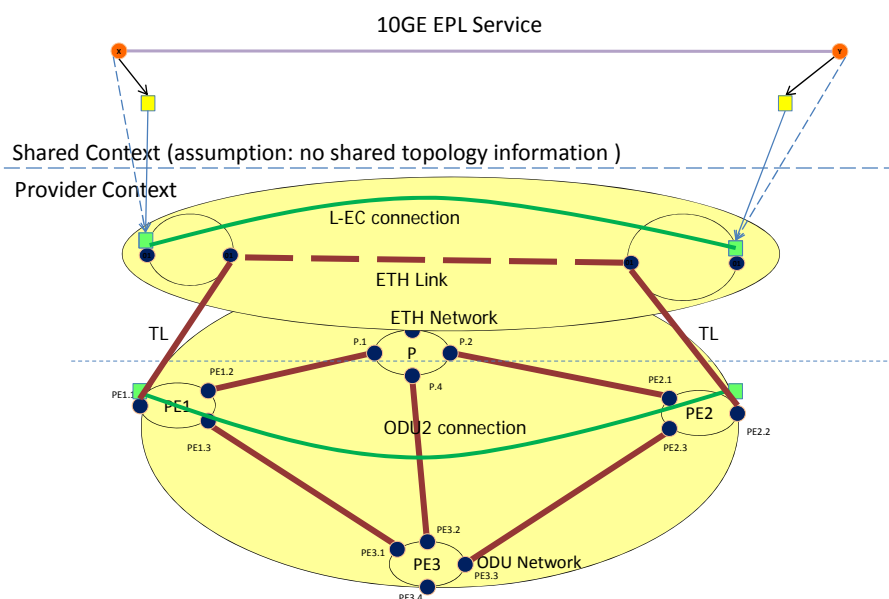 10GE EPL Service
X
Y
Shared Context (assumption: no shared topology information )
Provider Context
L-EC connection
ETH Link
ETH Network
TL
TL
P.1
P
P.2
PE1.2
PE2.1
P.4
PE1.1
PE1
PE2
ODU2 connection
PE2.2
PE1.3
PE2.3
PE3.2
PE3.1
PE3
ODU Network
PE3.3
PE3.4